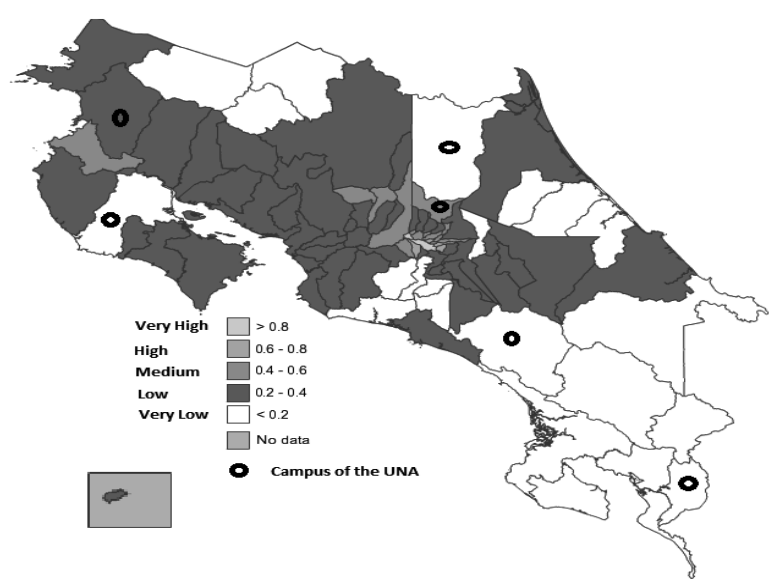 Very High > 0.8
High 0.6 - 0.8
Medium 0.4 - 0.6
Low 0.2 - 0.4
Very Low < 0.2
No data
Campus of the UNA